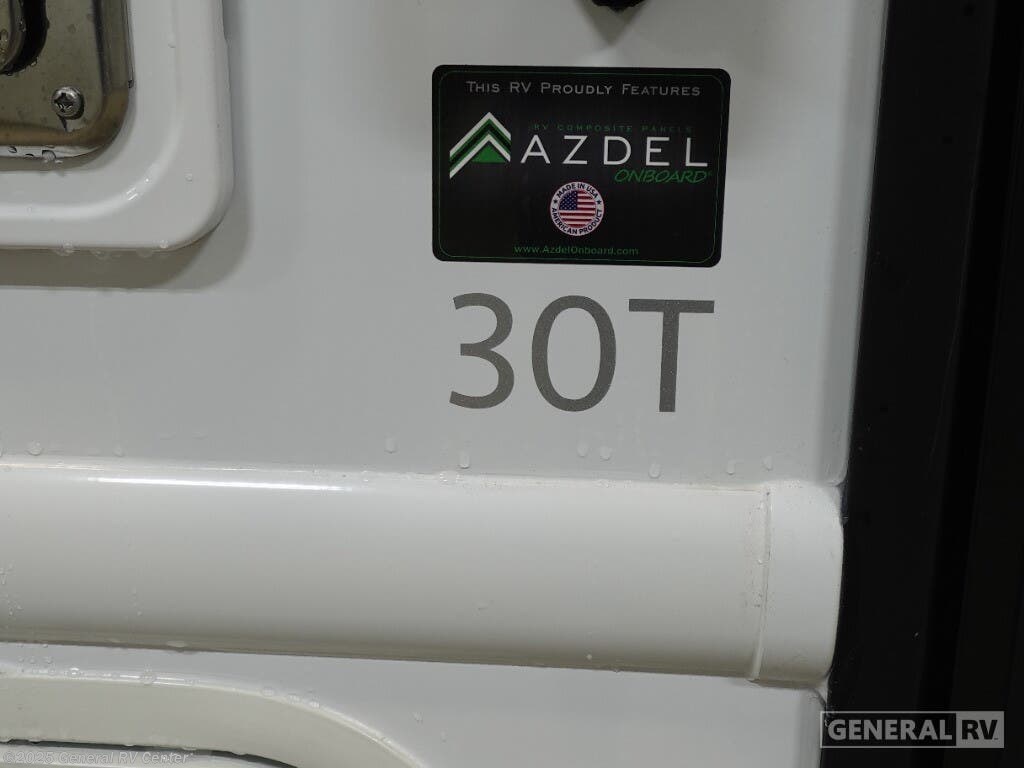 This RV Proudly Features
RV COMPOSITE PANELS
AZDEL
ONBOARD®
MADE IN USA
AMERICAN PRODUCT
www.AzdelOnboard.com
30T
GENERAL RV
©2025 General RV Center